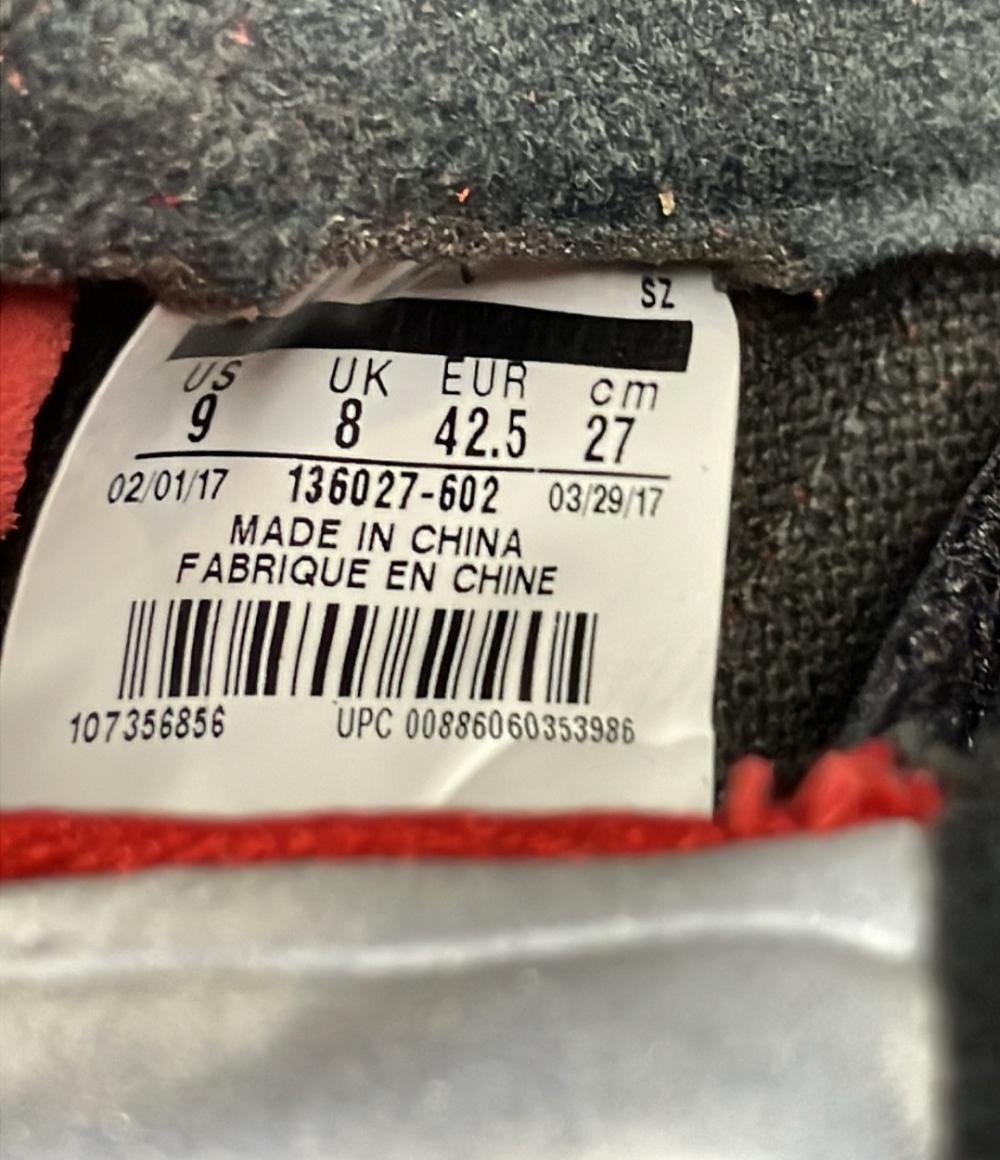 SZ
US UK EUR cm
9 8 42.5 27
02/01/17 136027-602 03/29/17
MADE IN CHINA
FABRIQUE EN CHINE
107356856 UPC 00886060353986